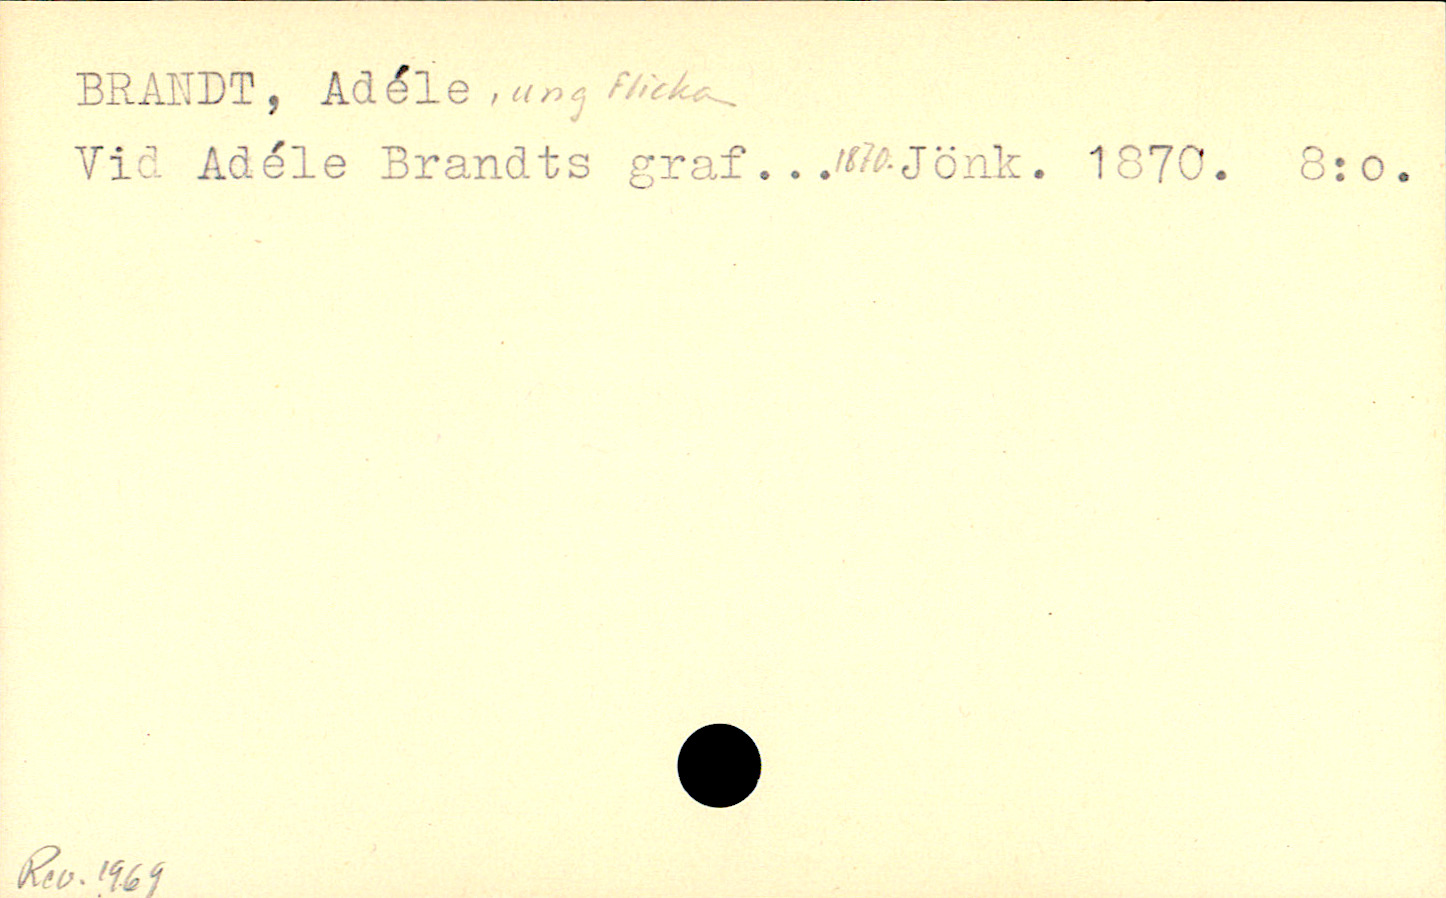 BRANDT, Adéle, ung flicka
Vid Adéle Brandts graf...1870. Jönk. 1870. 8:o.
Rev. 1969